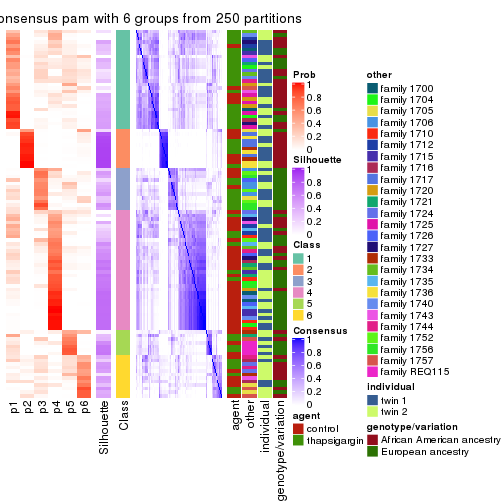 onsensus pam with 6 groups from 250 partitions
Prob
1
0.8
0.6
0.4
0.2
0
Silhouette
1
0.8
0.6
0.4
0.2
0
Class
1
2
3
4
5
6
Consensus
1
0.8
0.6
0.4
0.2
0
agent
control
thapsigargin
other
family 1700
family 1704
family 1705
family 1706
family 1710
family 1712
family 1715
family 1716
family 1717
family 1720
family 1721
family 1724
family 1725
family 1726
family 1727
family 1733
family 1734
family 1735
family 1736
family 1740
family 1743
family 1744
family 1752
family 1756
family 1757
family REQ115
individual
twin 1
twin 2
genotype/variation
African American ancestry
European ancestry
p1
p2
p3
p4
p5
p6
Silhouette
Class
agent
other
individual
genotype/variation